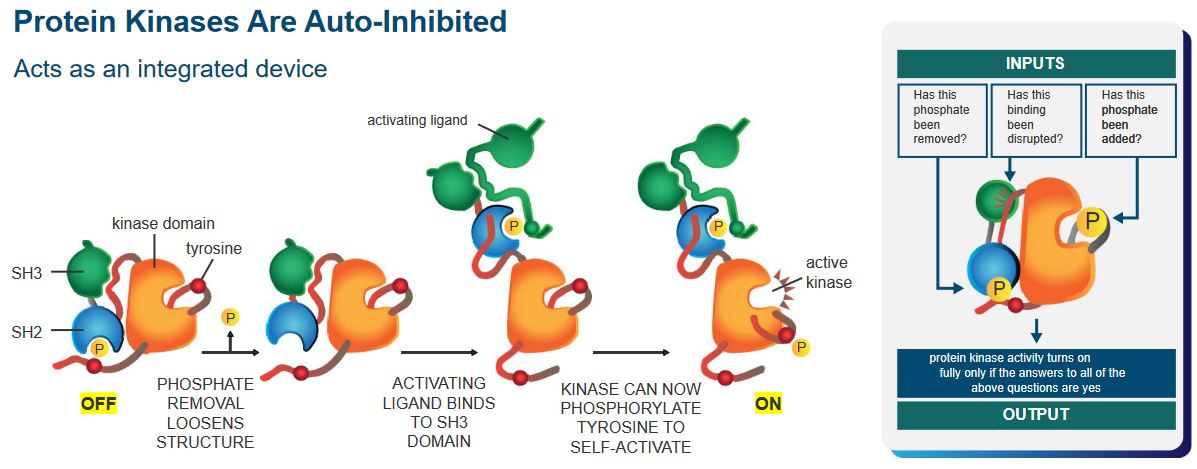 Protein Kinases Are Auto-Inhibited
Acts as an integrated device
activating ligand
kinase domain
tyrosine
SH3
SH2
P
OFF
P
PHOSPHATE
REMOVAL
LOOSENS
STRUCTURE
P
ACTIVATING
LIGAND BINDS
TO SH3
DOMAIN
KINASE CAN NOW
PHOSPHORYLATE
TYROSINE TO
SELF-ACTIVATE
P
active
kinase
P
ON
INPUTS
Has this
phosphate
been
removed?
Has this
binding
been
disrupted?
Has this
phosphate
been
added?
P
P
protein kinase activity turns on
fully only if the answers to all of the
above questions are yes
OUTPUT